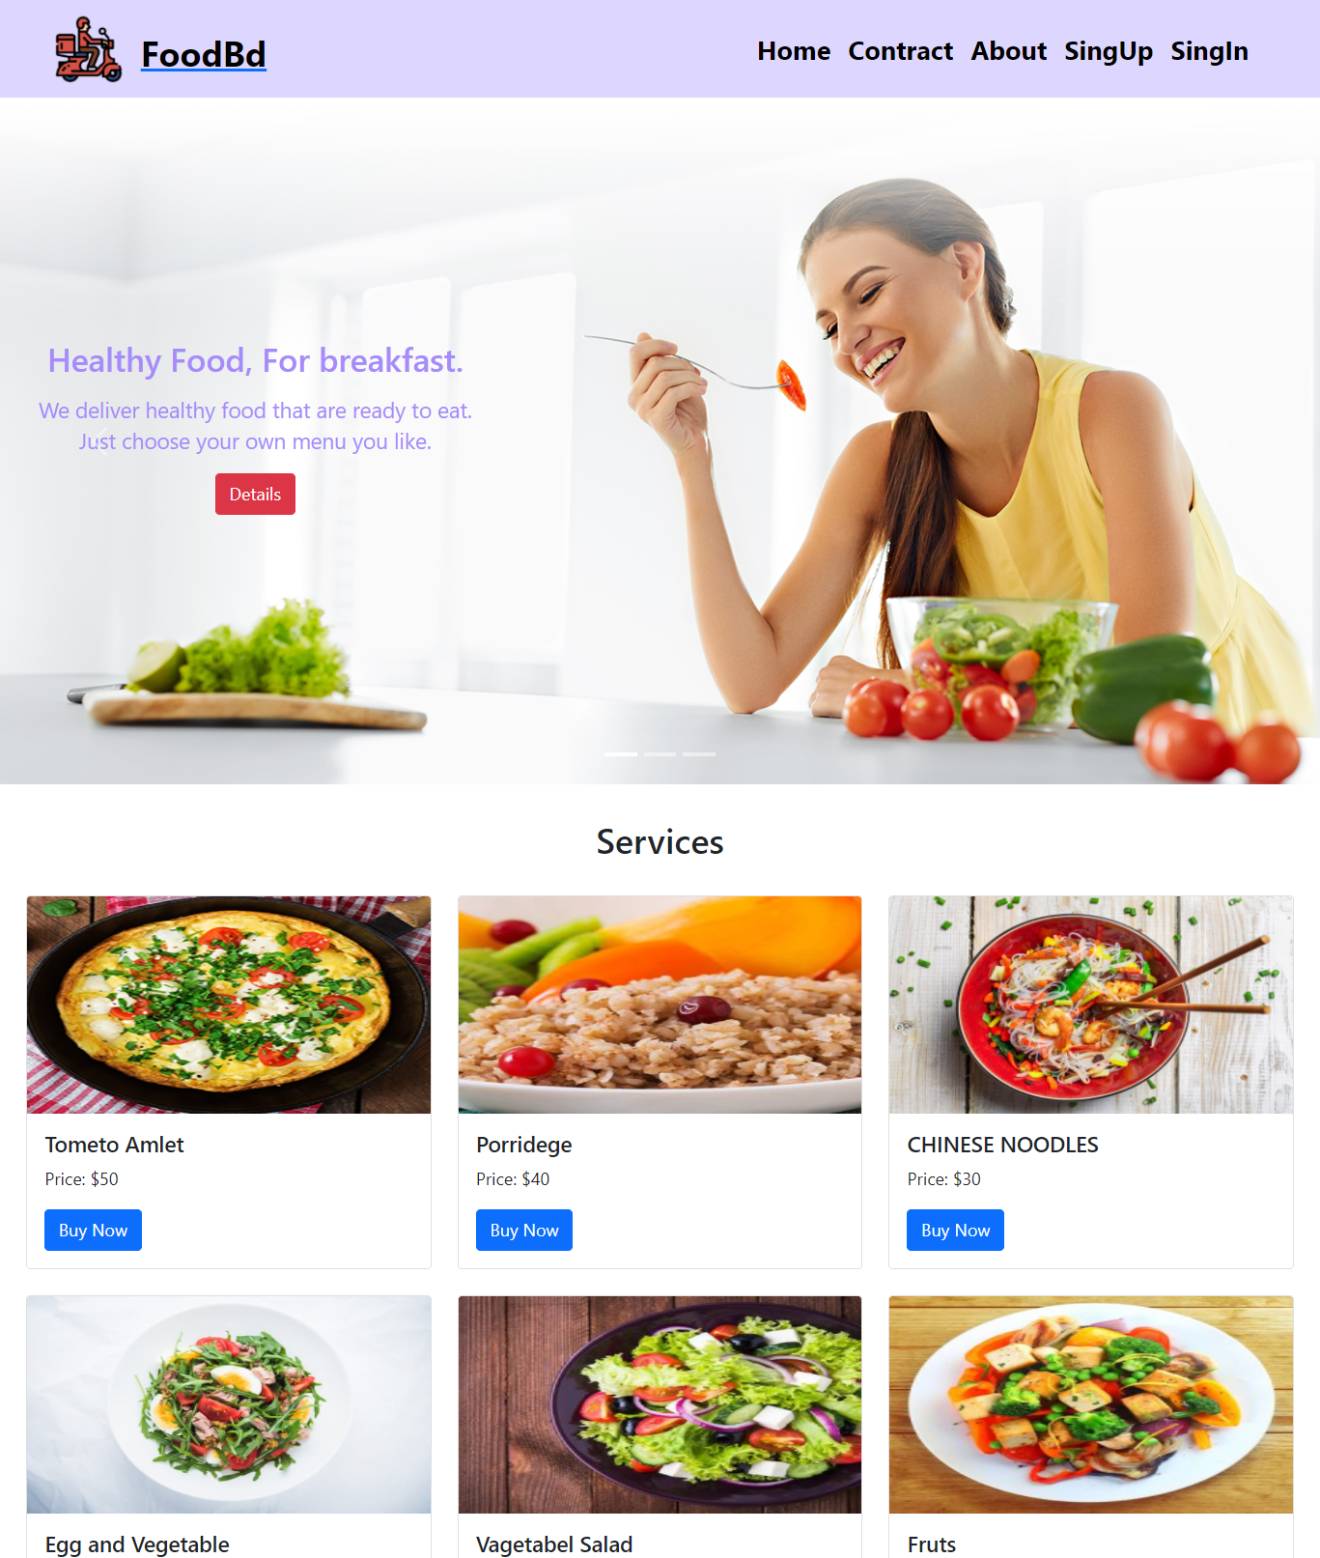 FoodBd
Home Contract About SingUp SingIn
Healthy Food, For breakfast.
We deliver healthy food that are ready to eat.
Just choose your own menu you like.
Details
Services
Tometo Amlet
Price: $50
Buy Now
Porridege
Price: $40
Buy Now
CHINESE NOODLES
Price: $30
Buy Now
Egg and Vegetable
Vagetabel Salad
Fruts